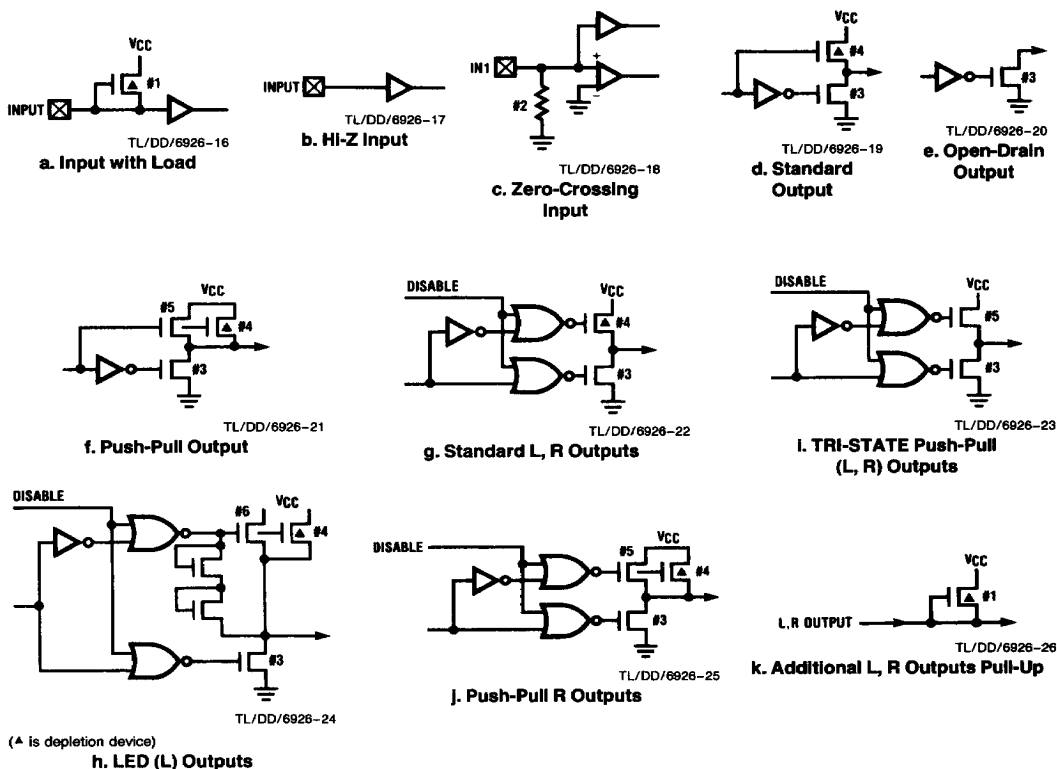 VCC
#1
INPUT
TL/DD/6926-16
a. Input with Load
INPUT
TL/DD/6926-17
b. Hi-Z Input
IN1
+
−
#2
TL/DD/6926-18
c. Zero-Crossing
Input
VCC
#4
#3
TL/DD/6926-19
d. Standard
Output
#3
TL/DD/6926-20
e. Open-Drain
Output
VCC
#5
#4
#3
TL/DD/6926-21
f. Push-Pull Output
DISABLE
VCC
#4
#3
TL/DD/6926-22
g. Standard L, R Outputs
DISABLE
VCC
#5
#3
TL/DD/6926-23
i. TRI-STATE Push-Pull
(L, R) Outputs
DISABLE
VCC
#6
#4
#3
TL/DD/6926-24
(▲ is depletion device)
h. LED (L) Outputs
DISABLE
VCC
#5
#4
#3
TL/DD/6926-25
j. Push-Pull R Outputs
VCC
#1
L,R OUTPUT
TL/DD/6926-26
k. Additional L, R Outputs Pull-Up